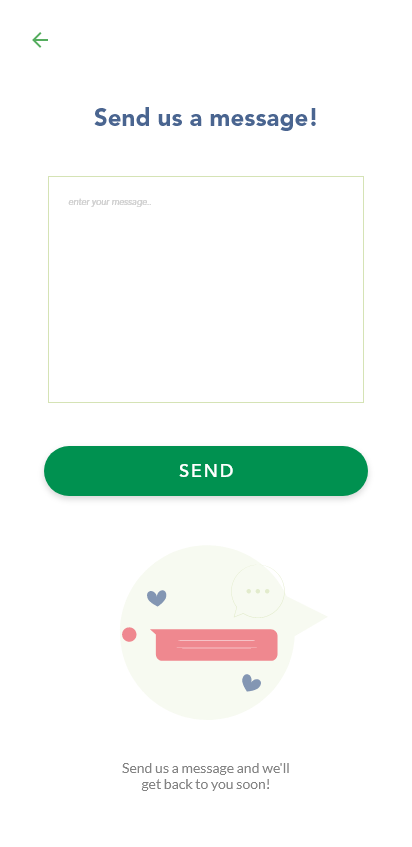 Send us a message!
enter your message..
SEND
Send us a message and we'll
get back to you soon!